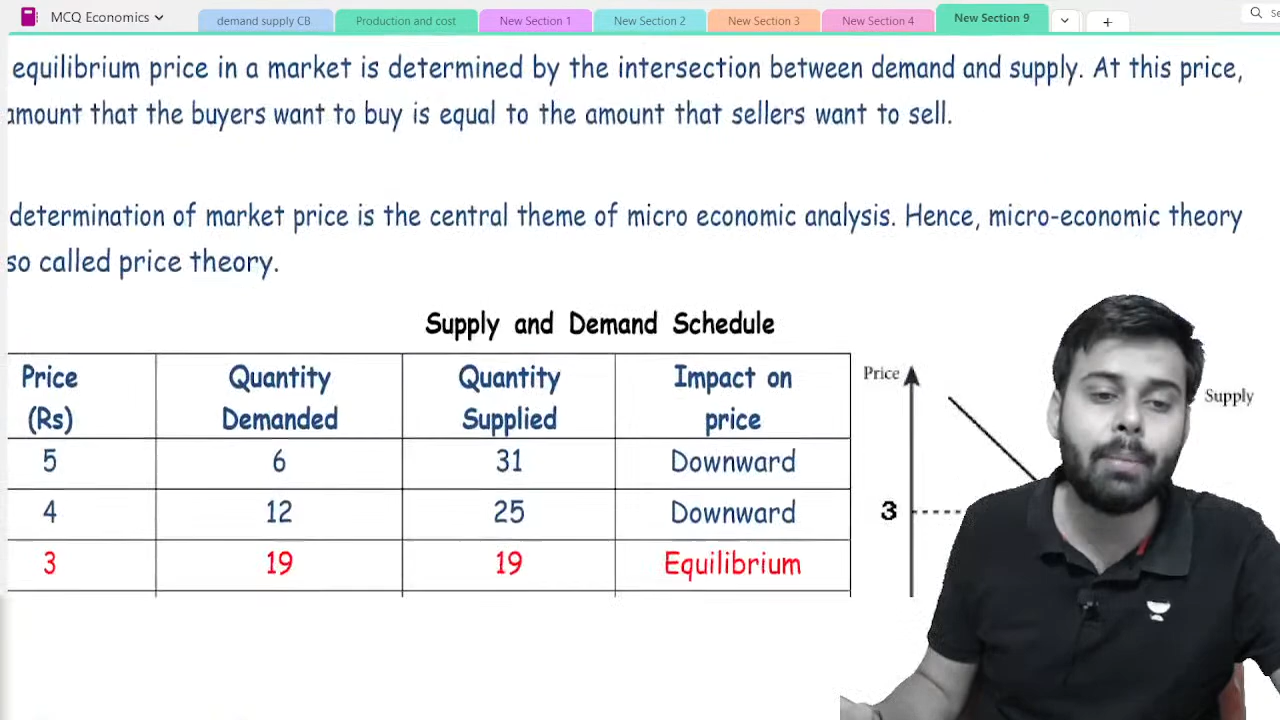 MCQ Economics
demand supply CB
Production and cost
New Section 1
New Section 2
New Section 3
New Section 4
New Section 9
equilibrium price in a market is determined by the intersection between demand and supply. At this price,
amount that the buyers want to buy is equal to the amount that sellers want to sell.
determination of market price is the central theme of micro economic analysis. Hence, micro-economic theory
so called price theory.
Supply and Demand Schedule
Price (Rs) Quantity Demanded Quantity Supplied Impact on price
5 6 31 Downward
4 12 25 Downward
3 19 19 Equilibrium
Price
Supply
3